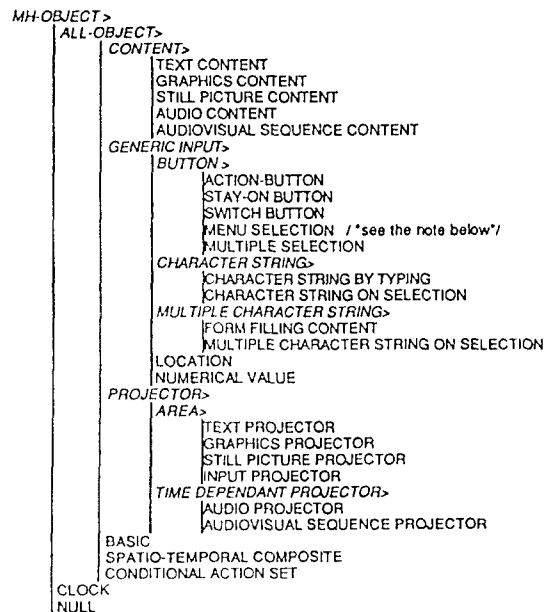 MH-OBJECT>
ALL-OBJECT>
CONTENT>
TEXT CONTENT
GRAPHICS CONTENT
STILL PICTURE CONTENT
AUDIO CONTENT
AUDIOVISUAL SEQUENCE CONTENT
GENERIC INPUT>
BUTTON >
ACTION-BUTTON
STAY-ON BUTTON
SWITCH BUTTON
MENU SELECTION / *see the note below*/
MULTIPLE SELECTION
CHARACTER STRING>
CHARACTER STRING BY TYPING
CHARACTER STRING ON SELECTION
MULTIPLE CHARACTER STRING>
FORM FILLING CONTENT
MULTIPLE CHARACTER STRING ON SELECTION
LOCATION
NUMERICAL VALUE
PROJECTOR>
AREA>
TEXT PROJECTOR
GRAPHICS PROJECTOR
STILL PICTURE PROJECTOR
INPUT PROJECTOR
TIME DEPENDANT PROJECTOR>
AUDIO PROJECTOR
AUDIOVISUAL SEQUENCE PROJECTOR
BASIC
SPATIO-TEMPORAL COMPOSITE
CONDITIONAL ACTION SET
CLOCK
NULL